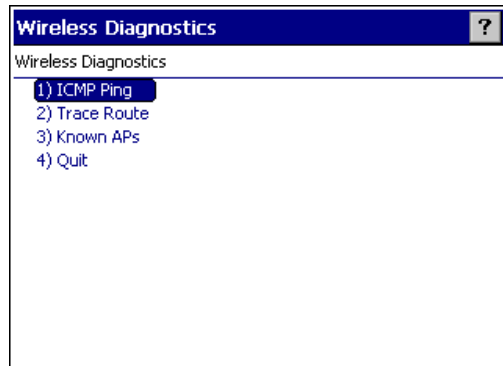 Wireless Diagnostics ?
Wireless Diagnostics
1) ICMP Ping
2) Trace Route
3) Known APs
4) Quit